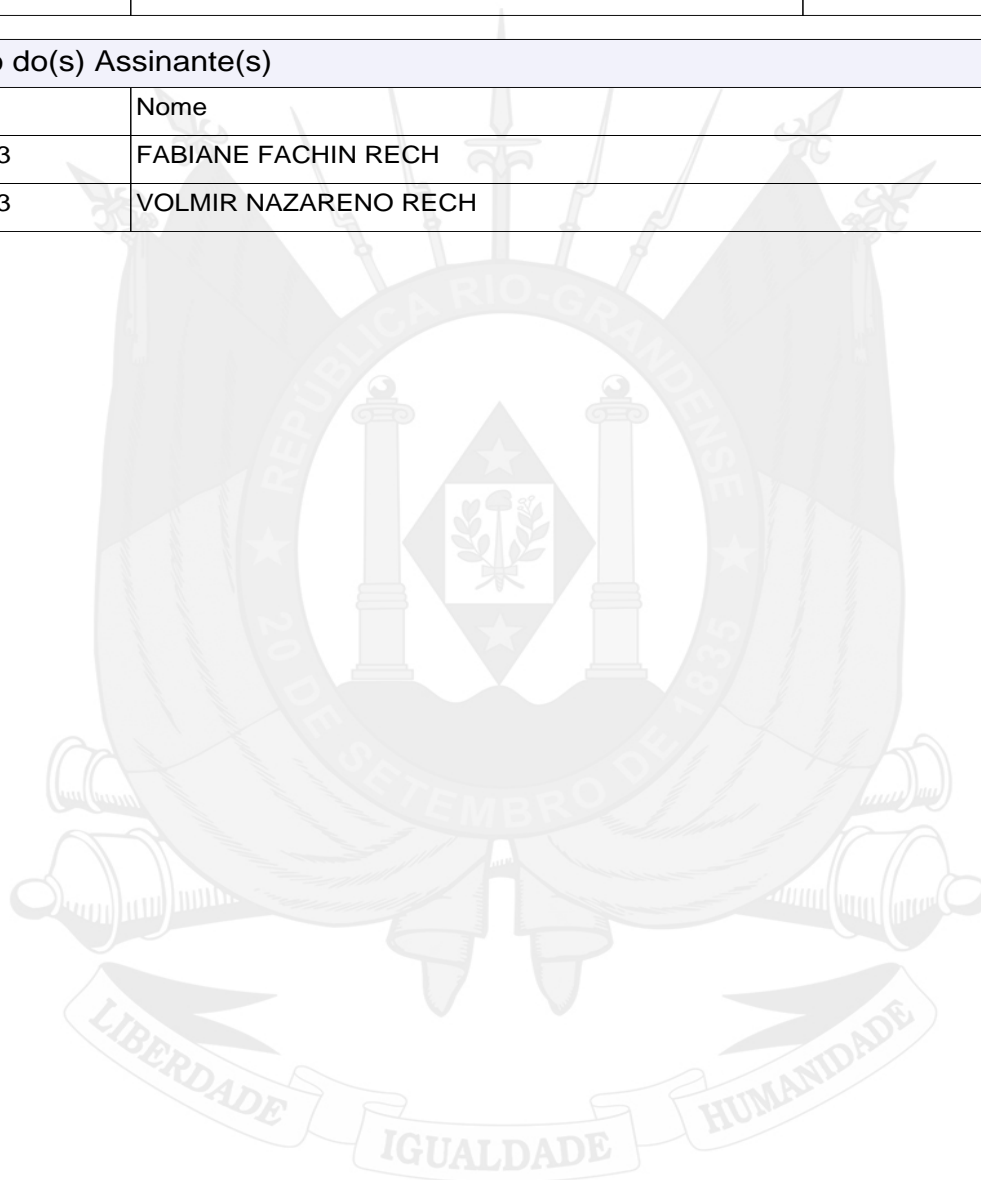 o do(s) Assinante(s)
Nome
3 FABIANE FACHIN RECH
3 VOLMIR NAZARENO RECH
REPÚBLICA RIO-GRANDENSE
20 DE SETEMBRO DE 1835
LIBERDADE IGUALDADE HUMANIDADE